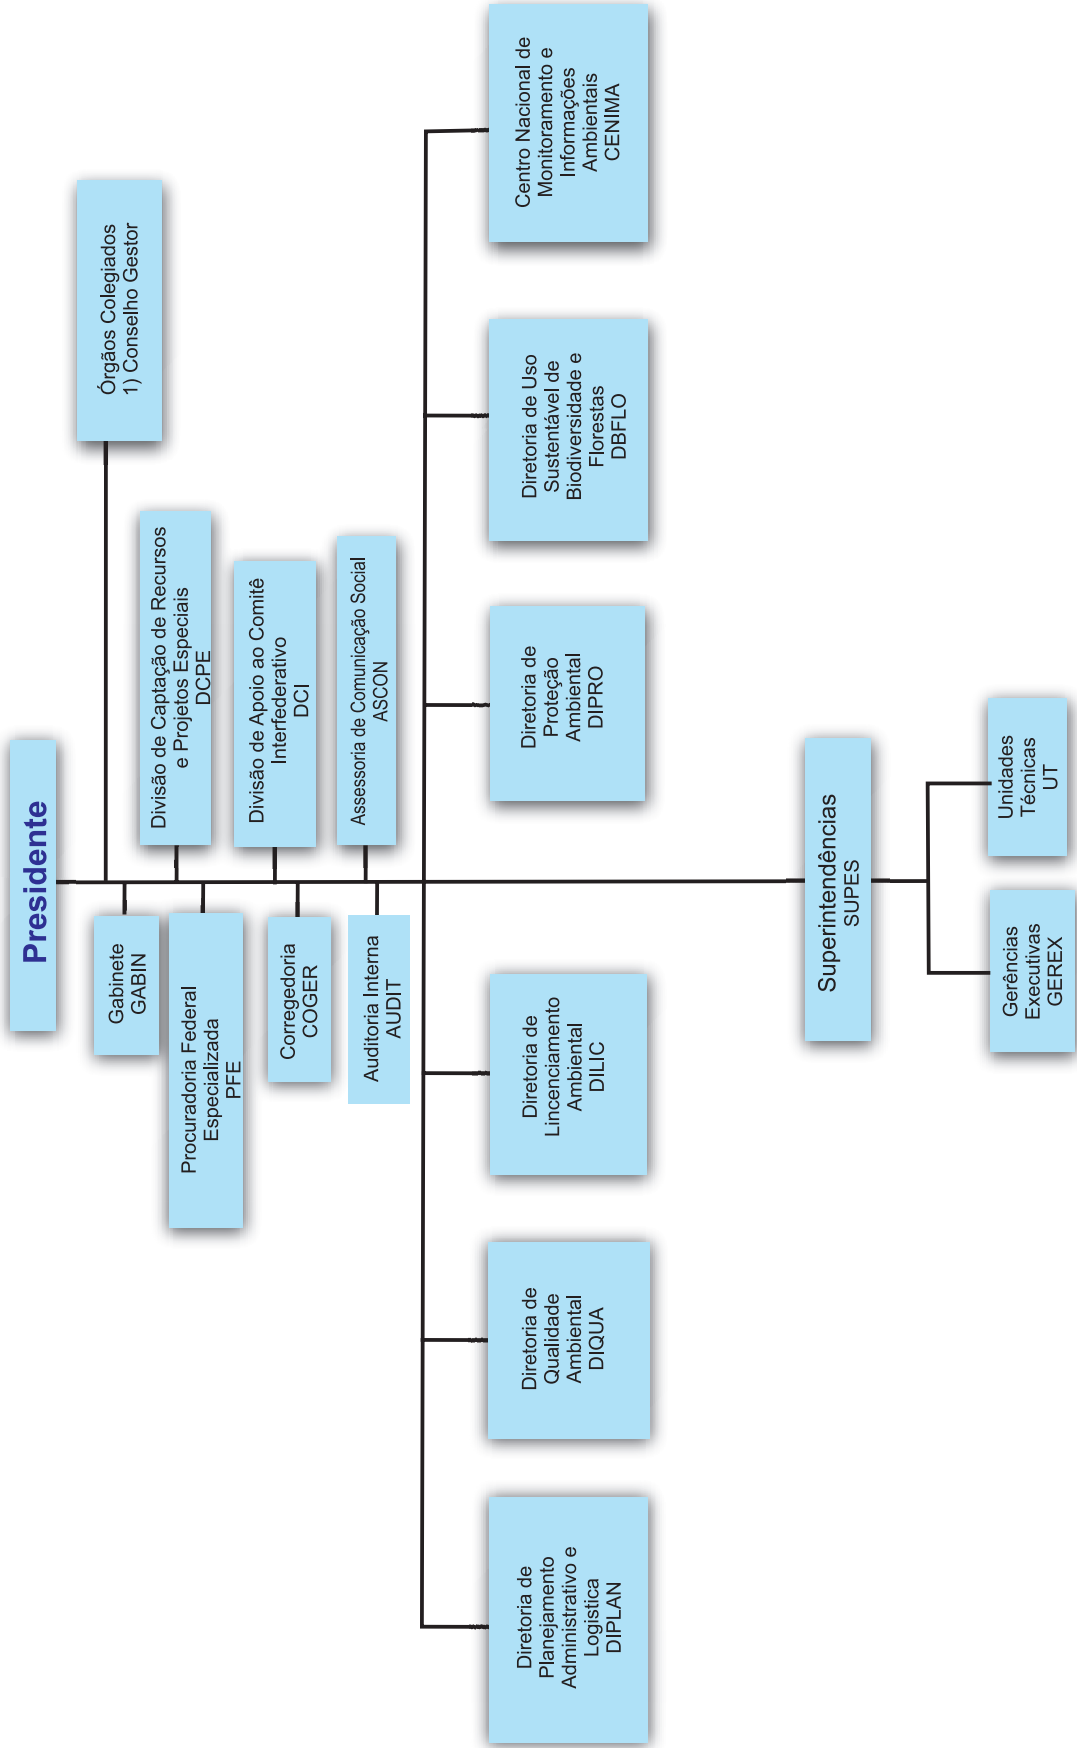 Presidente
Órgãos Colegiados
1) Conselho Gestor
Gabinete
GABIN
Divisão de Captação de Recursos
e Projetos Especiais
DCPE
Procuradoria Federal
Especializada
PFE
Divisão de Apoio ao Comitê
Interfederativo
DCI
Corregedoria
COGER
Assessoria de Comunicação Social
ASCON
Auditoria Interna
AUDIT
Diretoria de
Planejamento
Administrativo e
Logistica
DIPLAN
Diretoria de
Qualidade
Ambiental
DIQUA
Diretoria de
Lincenciamento
Ambiental
DILIC
Diretoria de
Proteção
Ambiental
DIPRO
Diretoria de Uso
Sustentável de
Biodiversidade e
Florestas
DBFLO
Centro Nacional de
Monitoramento e
Informações
Ambientais
CENIMA
Superintendências
SUPES
Gerências
Executivas
GEREX
Unidades
Técnicas
UT